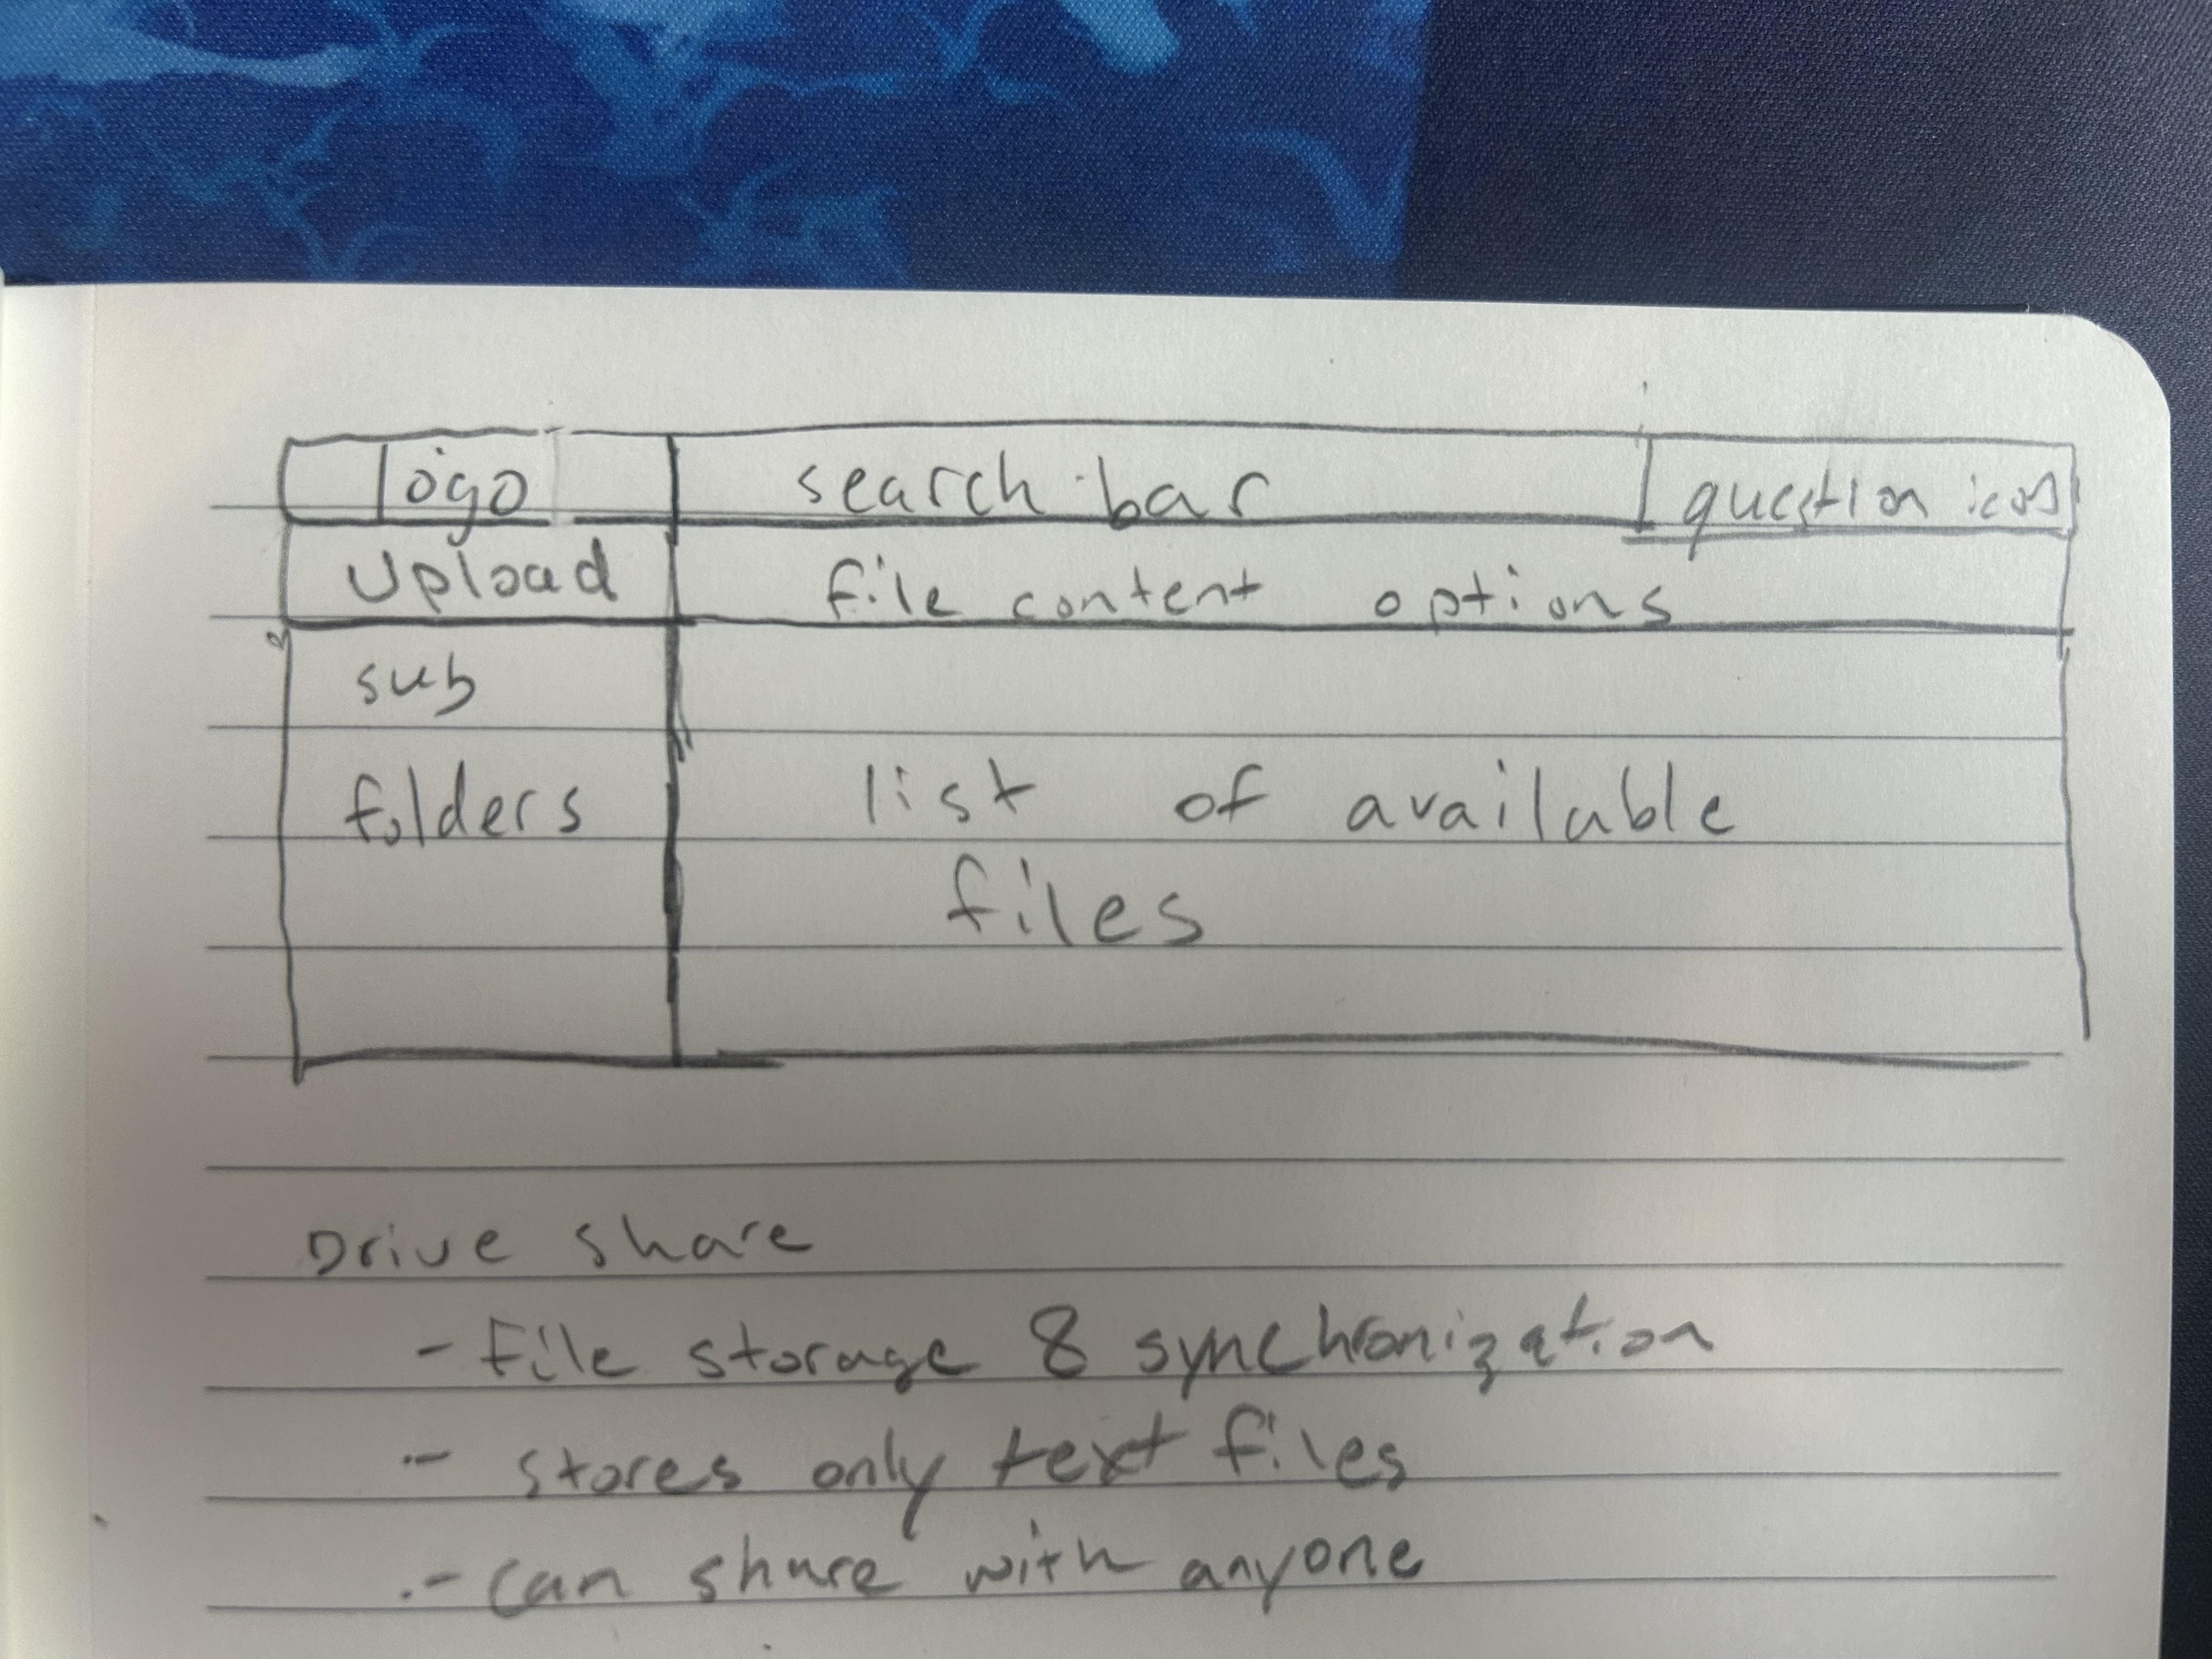 logo
search bar
question icon
Upload
file content options
sub
folders
list of available
files
Drive share
- File storage & synchronization
- stores only text files
- can share with anyone